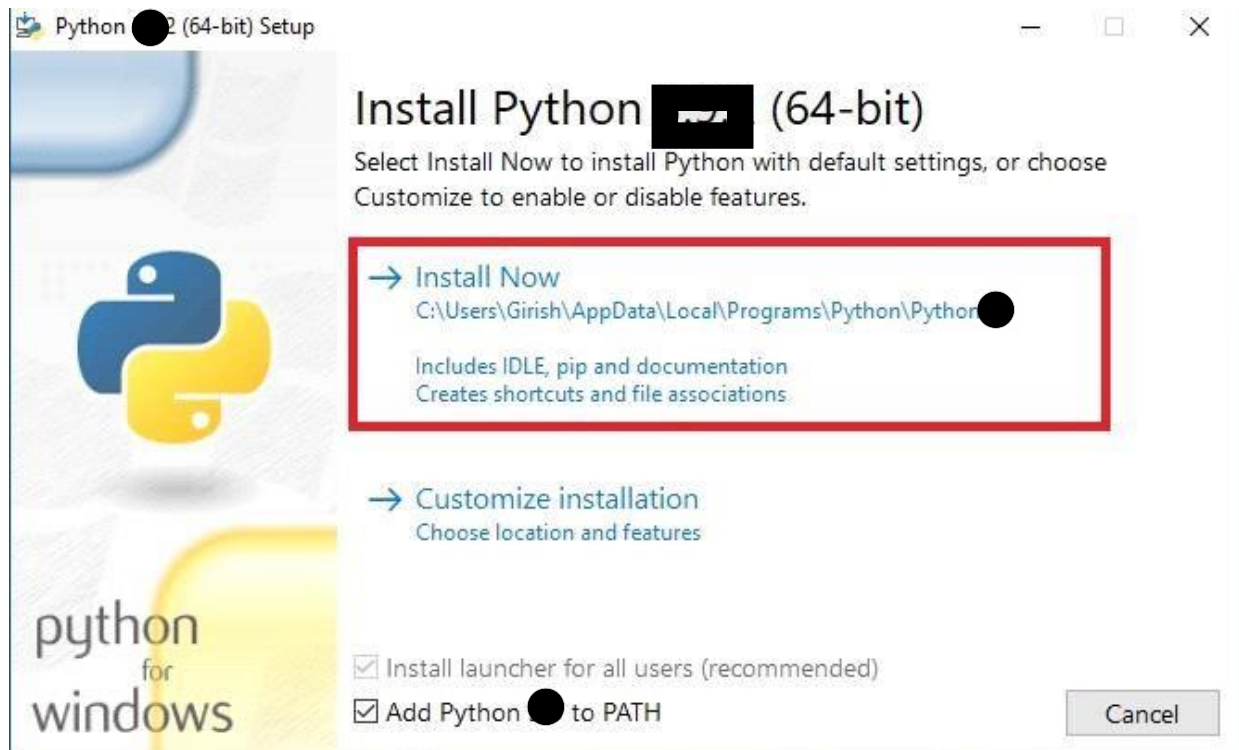 Python 2 (64-bit) Setup
Install Python (64-bit)
Select Install Now to install Python with default settings, or choose
Customize to enable or disable features.
Install Now
C:\Users\Girish\AppData\Local\Programs\Python\Python
Includes IDLE, pip and documentation
Creates shortcuts and file associations
Customize installation
Choose location and features
python
for
windows
Install launcher for all users (recommended)
Add Python to PATH
Cancel